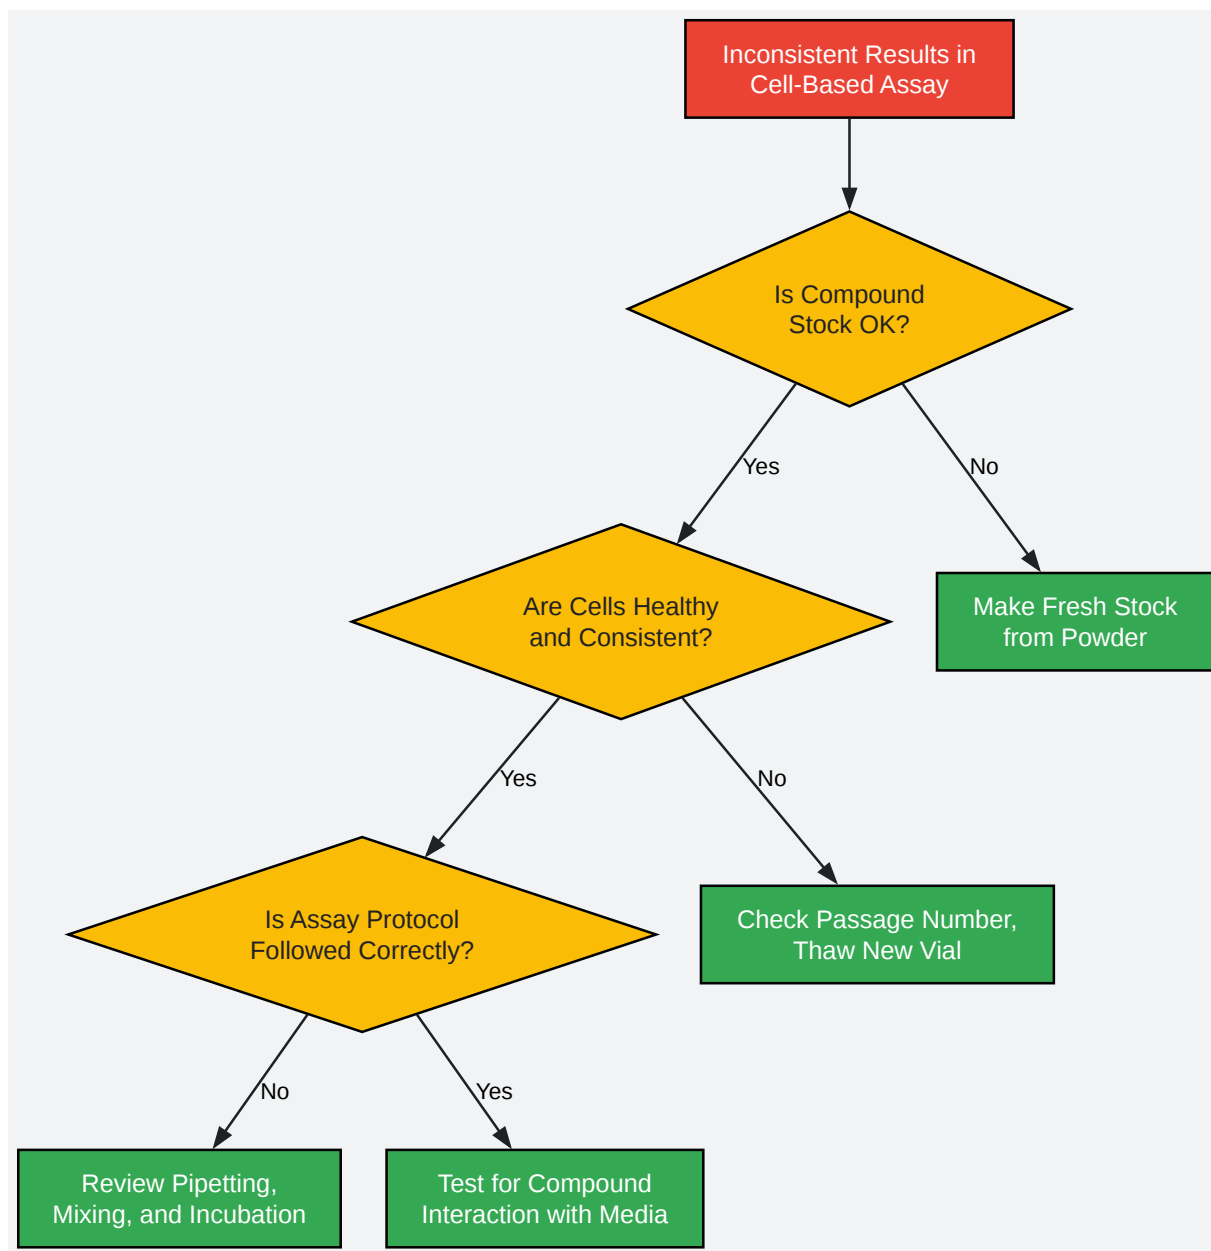 Inconsistent Results in
Cell-Based Assay
Is Compound
Stock OK?
Yes
No
Are Cells Healthy
and Consistent?
Make Fresh Stock
from Powder
Yes
No
Is Assay Protocol
Followed Correctly?
Check Passage Number,
Thaw New Vial
No
Yes
Review Pipetting,
Mixing, and Incubation
Test for Compound
Interaction with Media